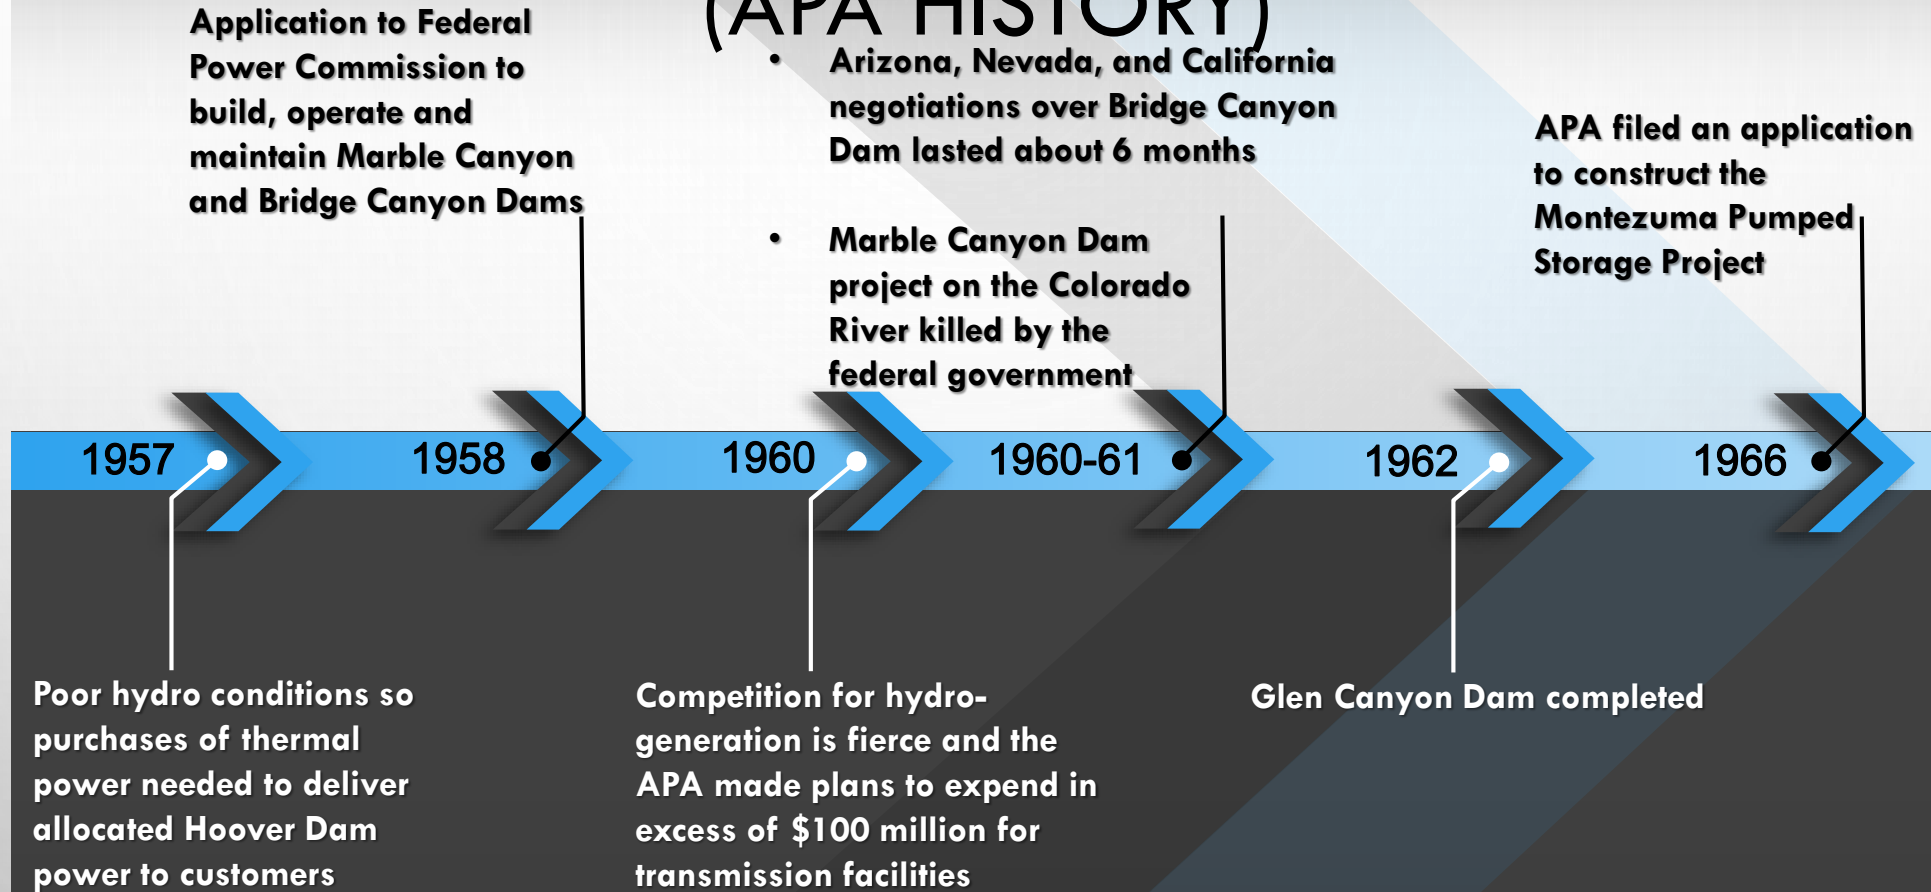 (APA HISTORY)
Application to Federal
Power Commission to
build, operate and
maintain Marble Canyon
and Bridge Canyon Dams
• Arizona, Nevada, and California
negotiations over Bridge Canyon
Dam lasted about 6 months
• Marble Canyon Dam
project on the Colorado
River killed by the
federal government
APA filed an application
to construct the
Montezuma Pumped
Storage Project
1957
1958
1960
1960-61
1962
1966
Poor hydro conditions so
purchases of thermal
power needed to deliver
allocated Hoover Dam
power to customers
Competition for hydro-
generation is fierce and the
APA made plans to expend in
excess of $100 million for
transmission facilities
Glen Canyon Dam completed